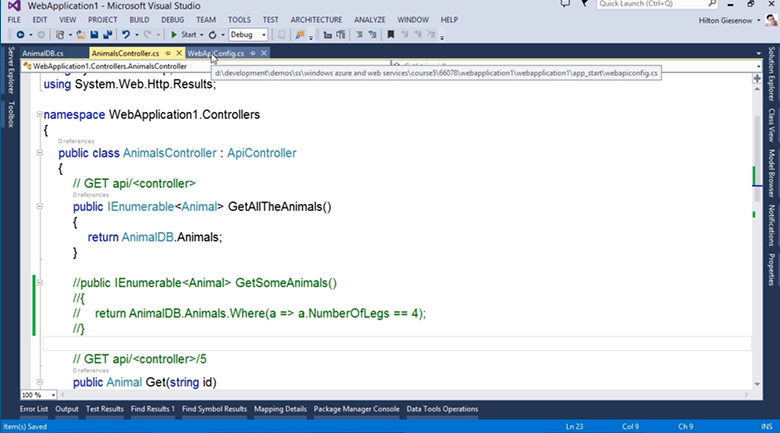 WebApplication1 - Microsoft Visual Studio
Quick Launch (Ctrl+Q)
FILE EDIT VIEW PROJECT BUILD DEBUG TEAM TOOLS TEST ARCHITECTURE ANALYZE WINDOW HELP
Hilton Giesenow
Start Debug
AnimalDB.cs AnimalsController.cs WebApiConfig.cs
WebApplication1.Controllers.AnimalsController
d:\development\demos\ss\windows azure and web services\course5\66078\webapplication1\webapplication1\app_start\webapiconfig.cs
Server Explorer
Toolbox
using System.Web.Http.Results;
namespace WebApplication1.Controllers
{
0 references
public class AnimalsController : ApiController
{
// GET api/<controller>
0 references
public IEnumerable<Animal> GetAllTheAnimals()
{
return AnimalDB.Animals;
}
//public IEnumerable<Animal> GetSomeAnimals()
//{
// return AnimalDB.Animals.Where(a => a.NumberOfLegs == 4);
//}
// GET api/<controller>/5
0 references
public Animal Get(string id)
100 %
Solution Explorer
Class View
Model Browser
Notifications
Properties
Error List Output Test Results Find Results 1 Find Symbol Results Mapping Details Package Manager Console Data Tools Operations
Item(s) Saved Ln 23 Col 9 Ch 9 INS